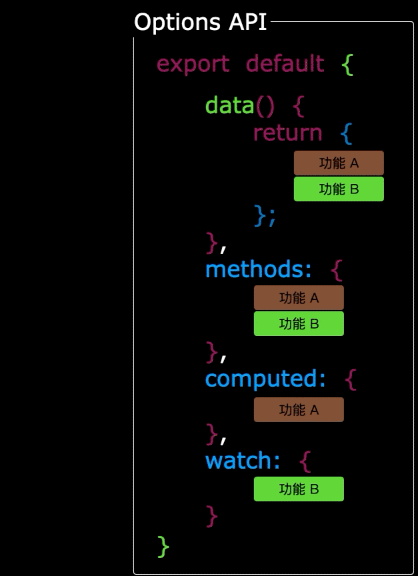 Options API
export default {
data() {
return {
功能 A
功能 B
};
},
methods: {
功能 A
功能 B
},
computed: {
功能 A
},
watch: {
功能 B
}
}